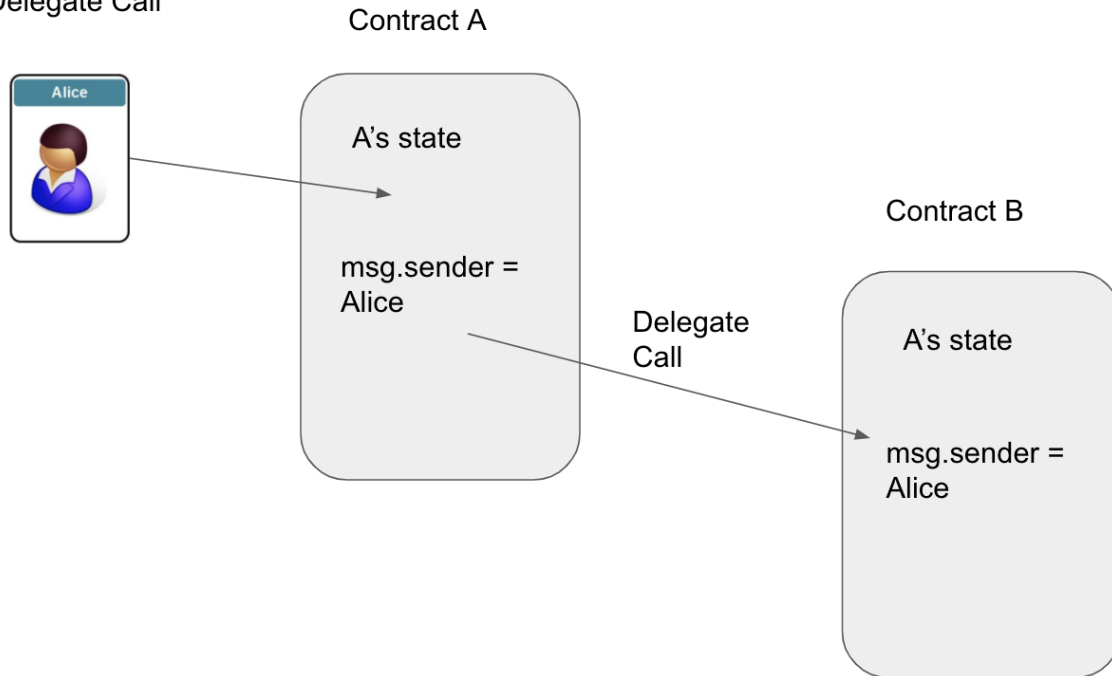 Delegate Call
Contract A
Alice
A’s state
msg.sender =
Alice
Delegate
Call
Contract B
A’s state
msg.sender =
Alice